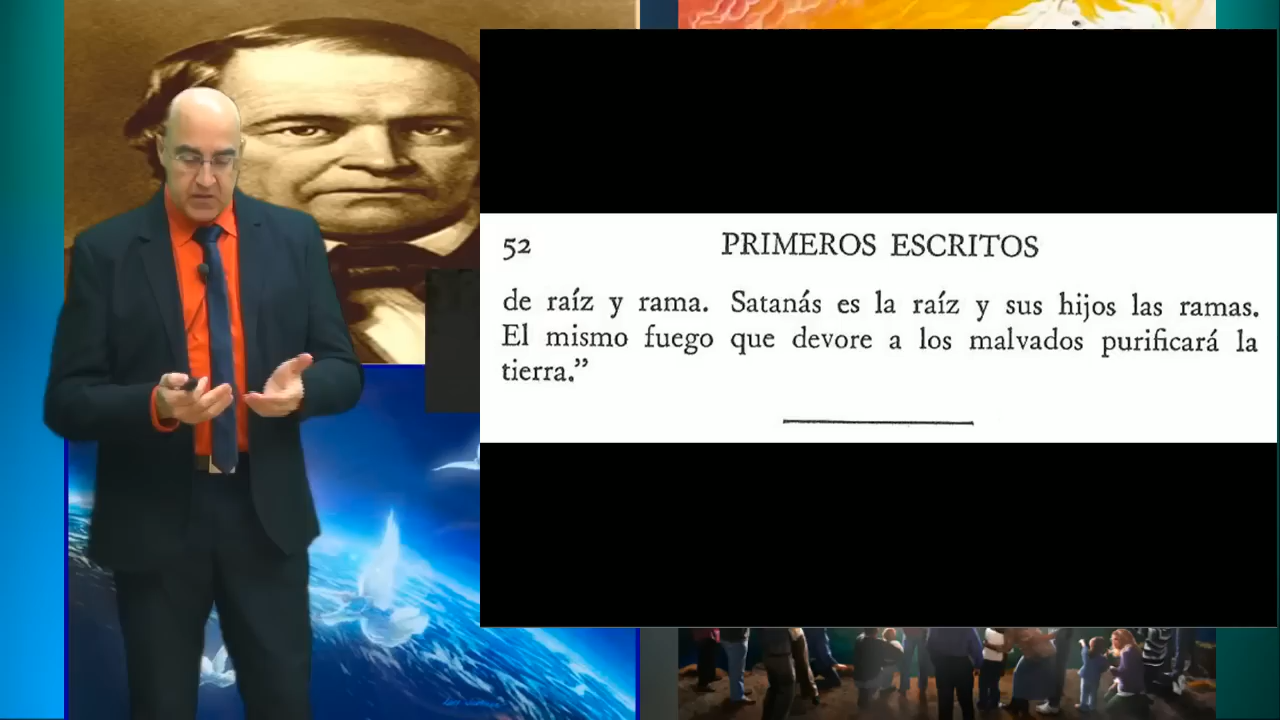 52 PRIMEROS ESCRITOS
de raíz y rama. Satanás es la raíz y sus hijos las ramas.
El mismo fuego que devore a los malvados purificará la
tierra.”